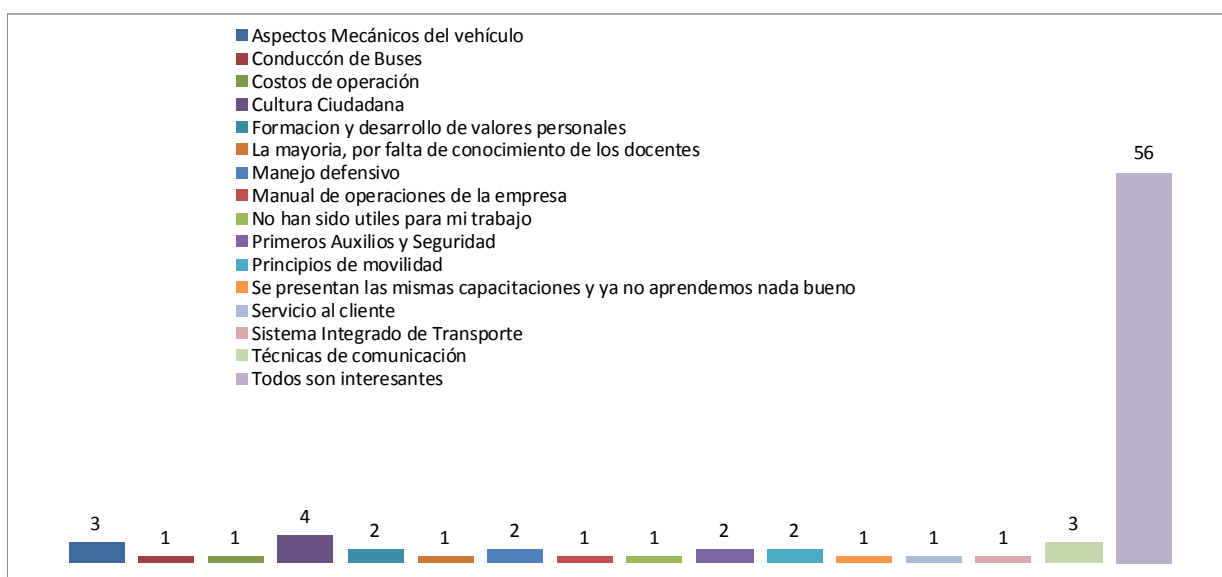 Aspectos Mecánicos del vehículo
Conduccón de Buses
Costos de operación
Cultura Ciudadana
Formacion y desarrollo de valores personales
La mayoria, por falta de conocimiento de los docentes
Manejo defensivo
Manual de operaciones de la empresa
No han sido utiles para mi trabajo
Primeros Auxilios y Seguridad
Principios de movilidad
Se presentan las mismas capacitaciones y ya no aprendemos nada bueno
Servicio al cliente
Sistema Integrado de Transporte
Técnicas de comunicación
Todos son interesantes
56
3 1 1 4 2 1 2 1 1 2 2 1 1 1 3